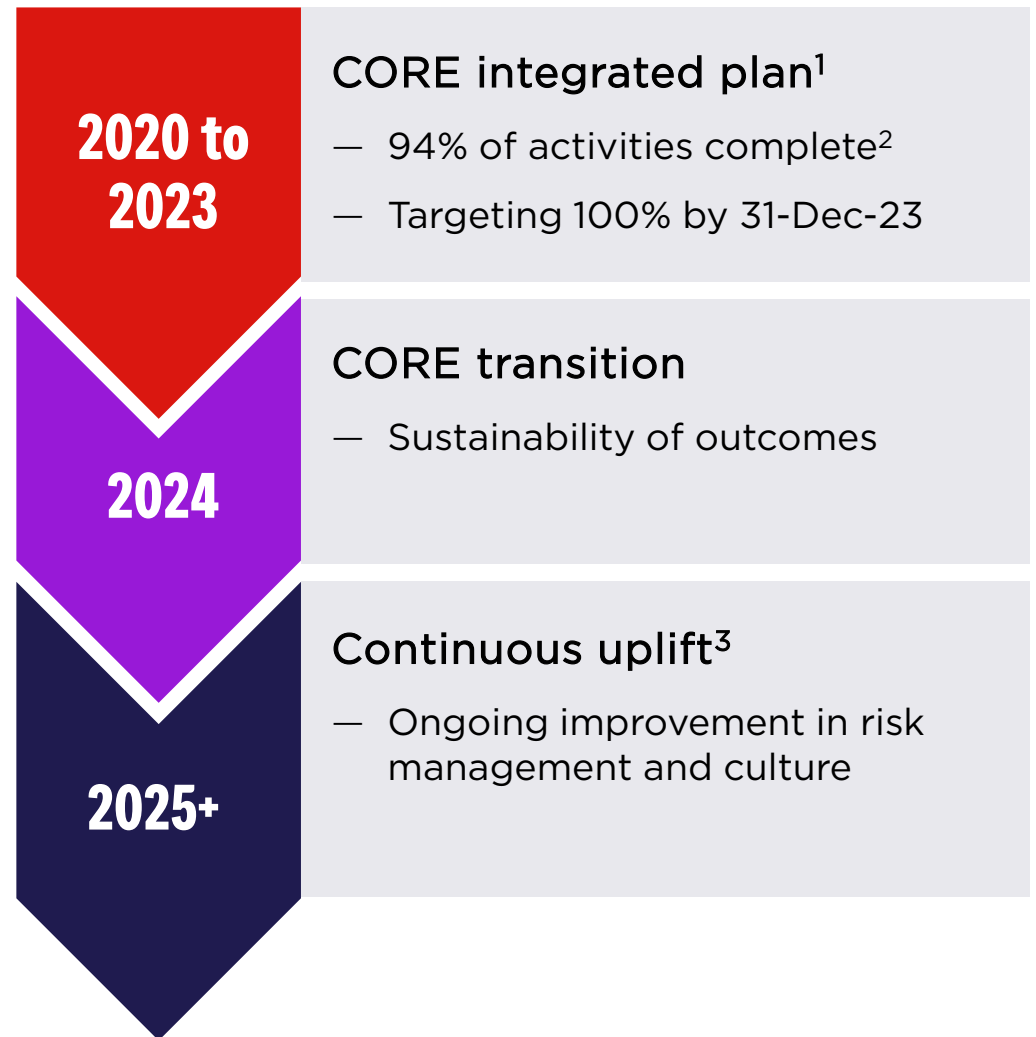 2020 to
2023
CORE integrated plan¹
— 94% of activities complete²
— Targeting 100% by 31-Dec-23
2024
CORE transition
— Sustainability of outcomes
2025+
Continuous uplift³
— Ongoing improvement in risk
management and culture